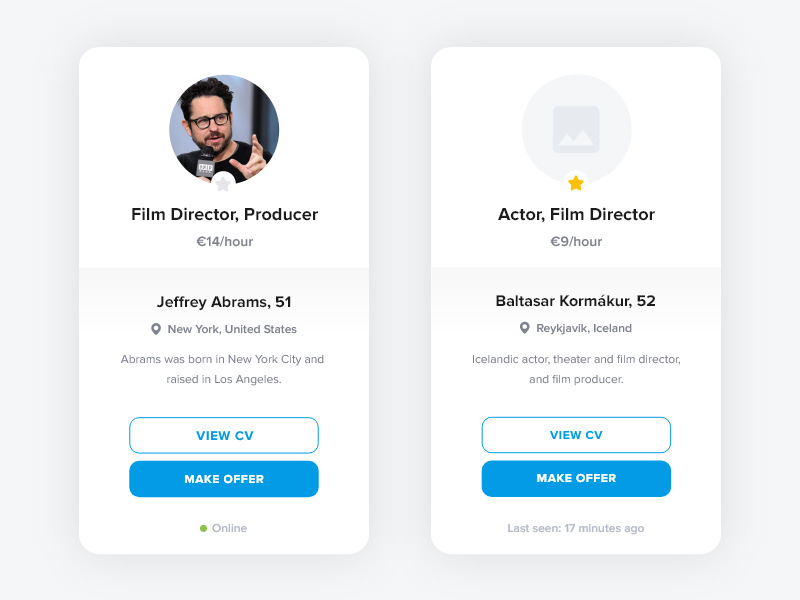 Film Director, Producer
€14/hour
Jeffrey Abrams, 51
New York, United States
Abrams was born in New York City and
raised in Los Angeles.
VIEW CV
MAKE OFFER
Online
Actor, Film Director
€9/hour
Baltasar Kormákur, 52
Reykjavik, Iceland
Icelandic actor, theater and film director,
and film producer.
VIEW CV
MAKE OFFER
Last seen: 17 minutes ago